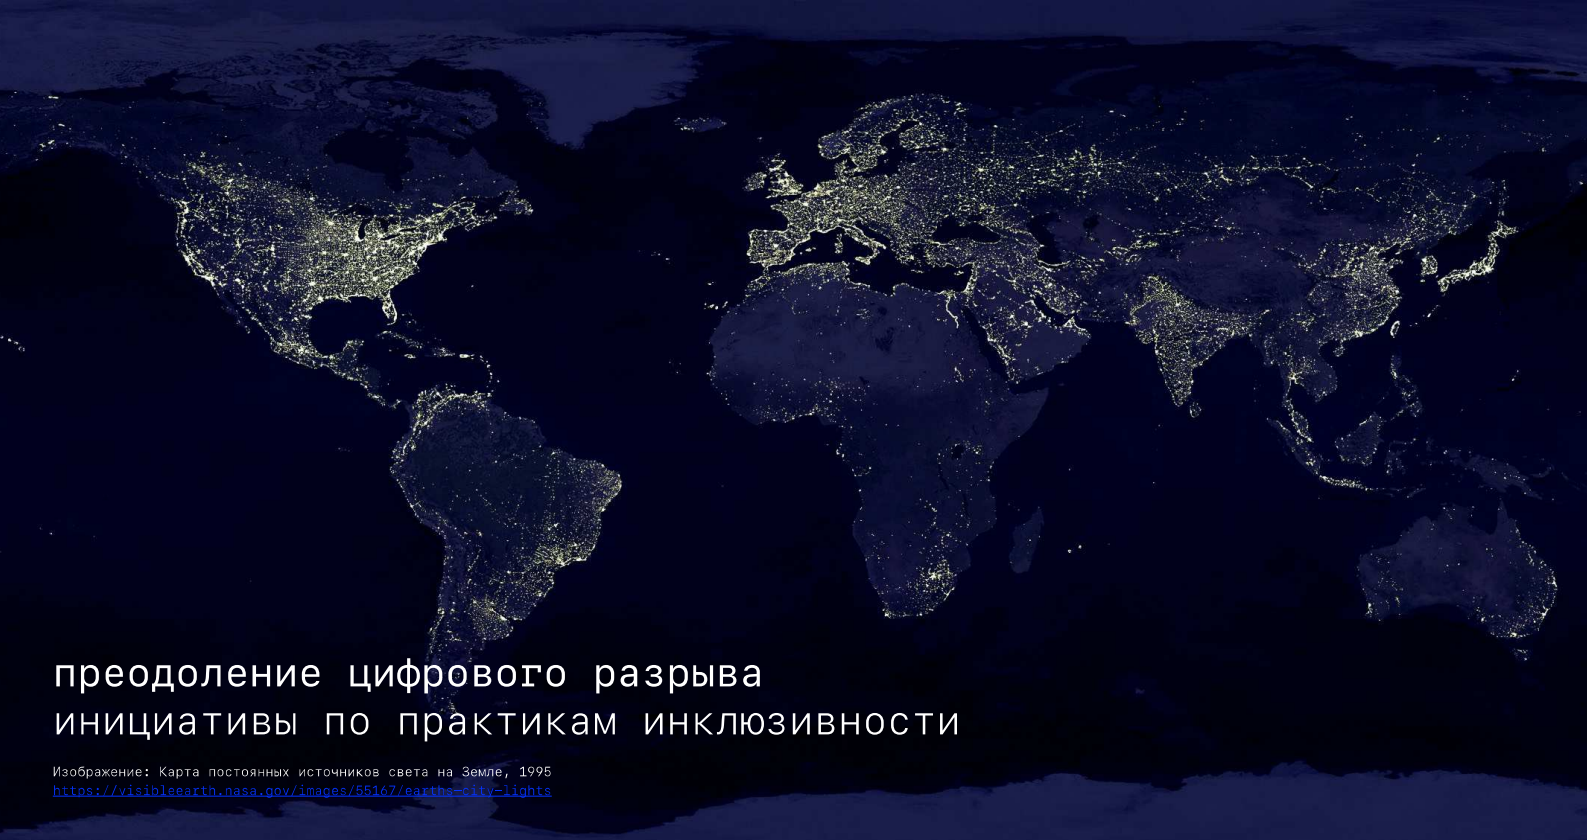 преодоление цифрового разрыва
инициативы по практикам инклюзивности
Изображение: Карта постоянных источников света на Земле, 1995
https://visibleearth.nasa.gov/images/55167/earths-city-lights